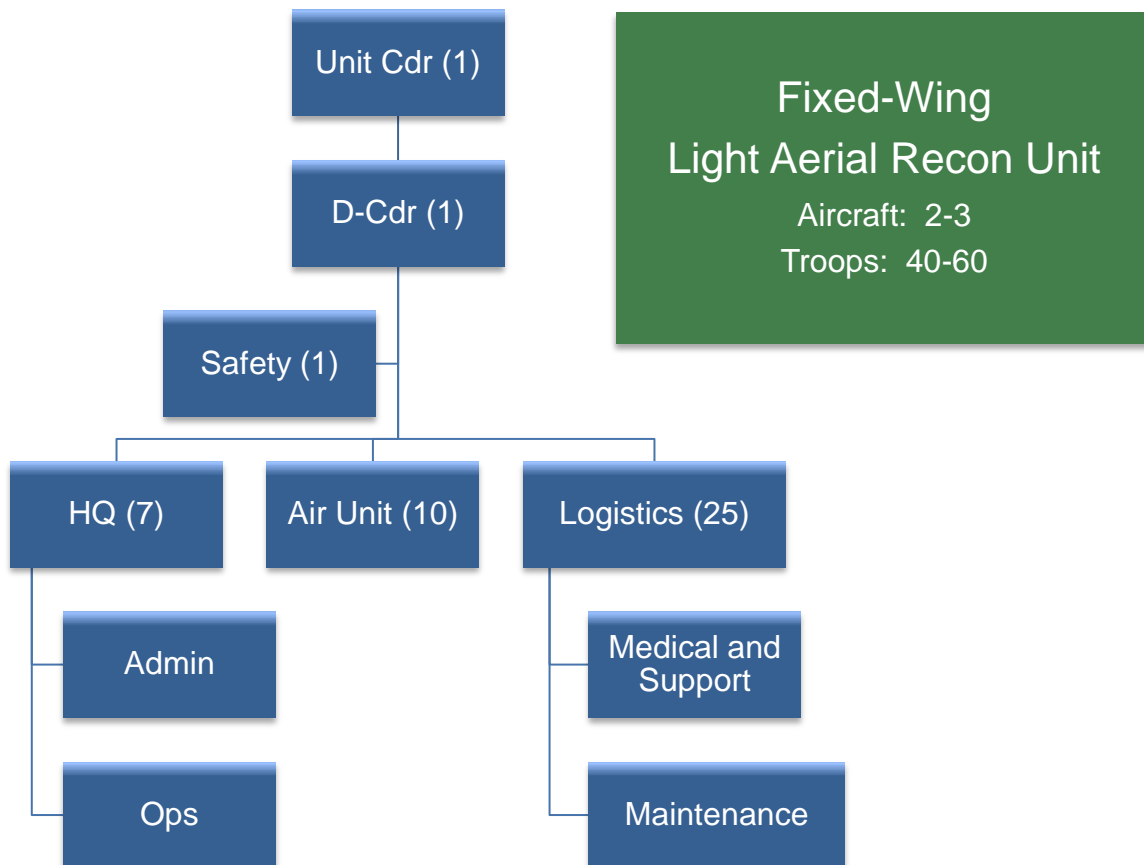 Unit Cdr (1)
Fixed-Wing
Light Aerial Recon Unit
Aircraft:  2-3
Troops:  40-60
D-Cdr (1)
Safety (1)
HQ (7)
Air Unit (10)
Logistics (25)
Admin
Medical and
Support
Ops
Maintenance